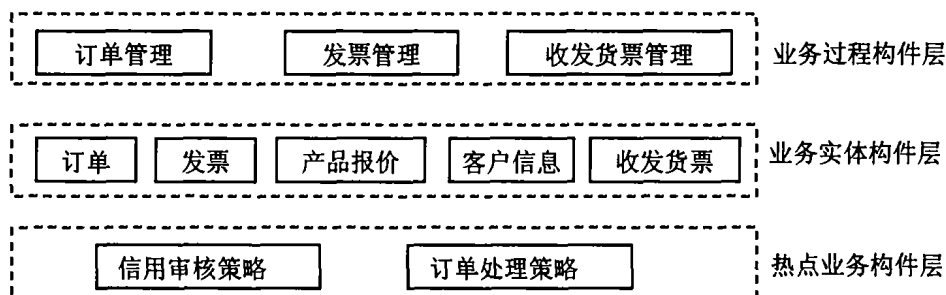 订单管理 发票管理 收发货票管理 业务过程构件层
订单 发票 产品报价 客户信息 收发货票 业务实体构件层
信用审核策略 订单处理策略 热点业务构件层